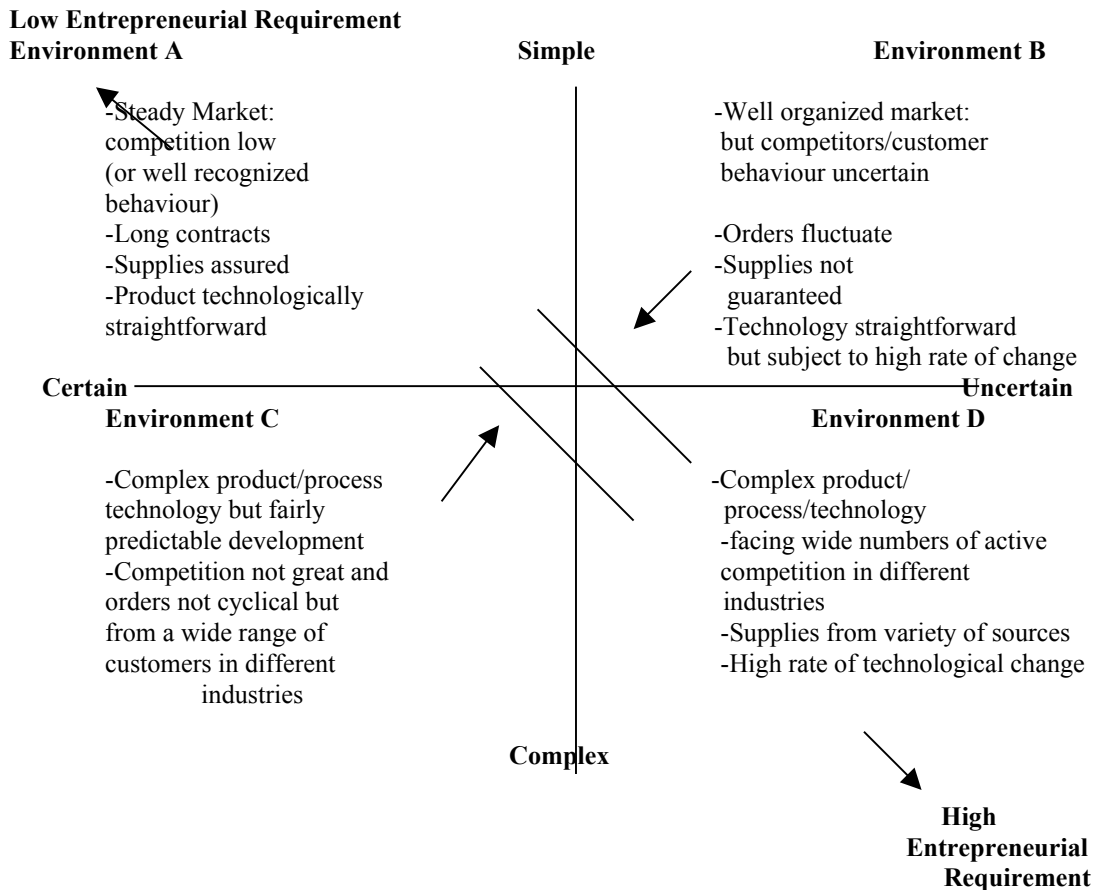 Low Entrepreneurial Requirement
Environment A
Simple
Environment B
-Steady Market:
competition low
(or well recognized
behaviour)
-Long contracts
-Supplies assured
-Product technologically
straightforward
-Well organized market:
but competitors/customer
behaviour uncertain
-Orders fluctuate
-Supplies not
guaranteed
-Technology straightforward
but subject to high rate of change
Certain
Uncertain
Environment C
-Complex product/process
technology but fairly
predictable development
-Competition not great and
orders not cyclical but
from a wide range of
customers in different
industries
Environment D
-Complex product/
process/technology
-facing wide numbers of active
competition in different
industries
-Supplies from variety of sources
-High rate of technological change
Complex
High
Entrepreneurial
Requirement